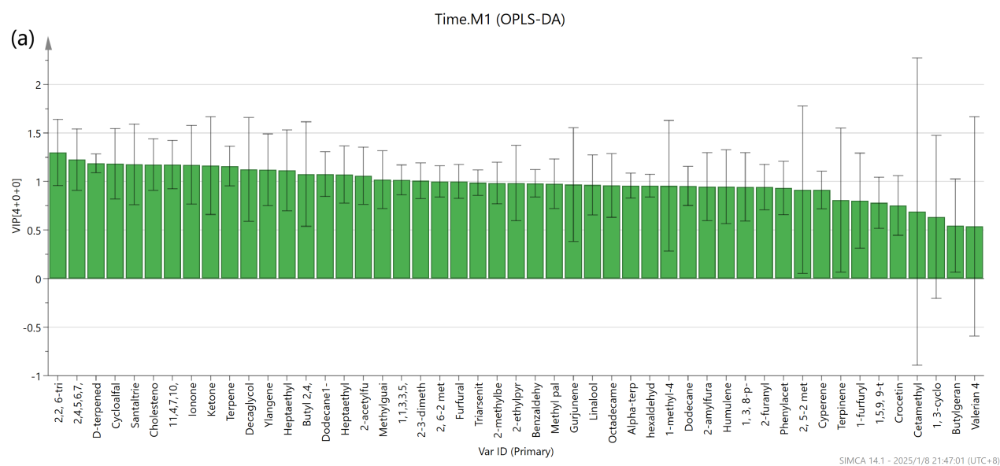 Time.M1 (OPLS-DA)
(a)
VIP[4+0+0]
2
1.5
1
0.5
0
-0.5
-1
2,2, 6-tri
2,4,5,6,7,
D-terpened
Cycloalfal
Santaltrie
Cholesteno
11,4,7,10,
Ionone
Ketone
Terpene
Decaglycol
Ylangene
Heptaethyl
Butyl 2,4,
Dodecane1-
Heptaethyl
2-acetylfu
Methylguai
1,1,3,3,5,
2-3-dimeth
2, 6-2 met
Furfural
Triarsenit
2-methylbe
2-ethylpyr
Benzaldehy
Methyl pal
Gurjunene
Linalool
Octadecame
Alpha-terp
hexaldehyd
1-methyl-4
Dodecane
2-amylfura
Humulene
1, 3, 8-p-
2-furanyl
Phenylacet
2, 5-2 met
Cyperene
Terpinene
1-furfuryl
1,5,9, 9-t
Crocetin
Cetamethyl
1, 3-cyclo
Butylgeran
Valerian 4
Var ID (Primary)
SIMCA 14.1 - 2025/1/8 21:47:01 (UTC+8)